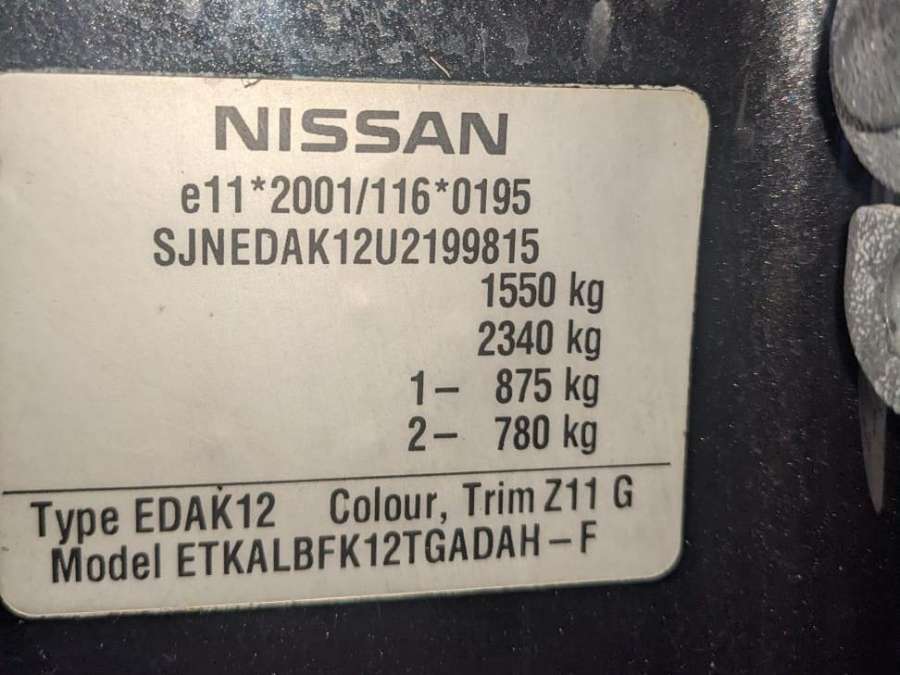 NISSAN
e11*2001/116*0195
SJNEDAK12U2199815
1550 kg
2340 kg
1- 875 kg
2- 780 kg
Type EDAK12 Colour, Trim Z11 G
Model ETKALBFK12TGADAH-F